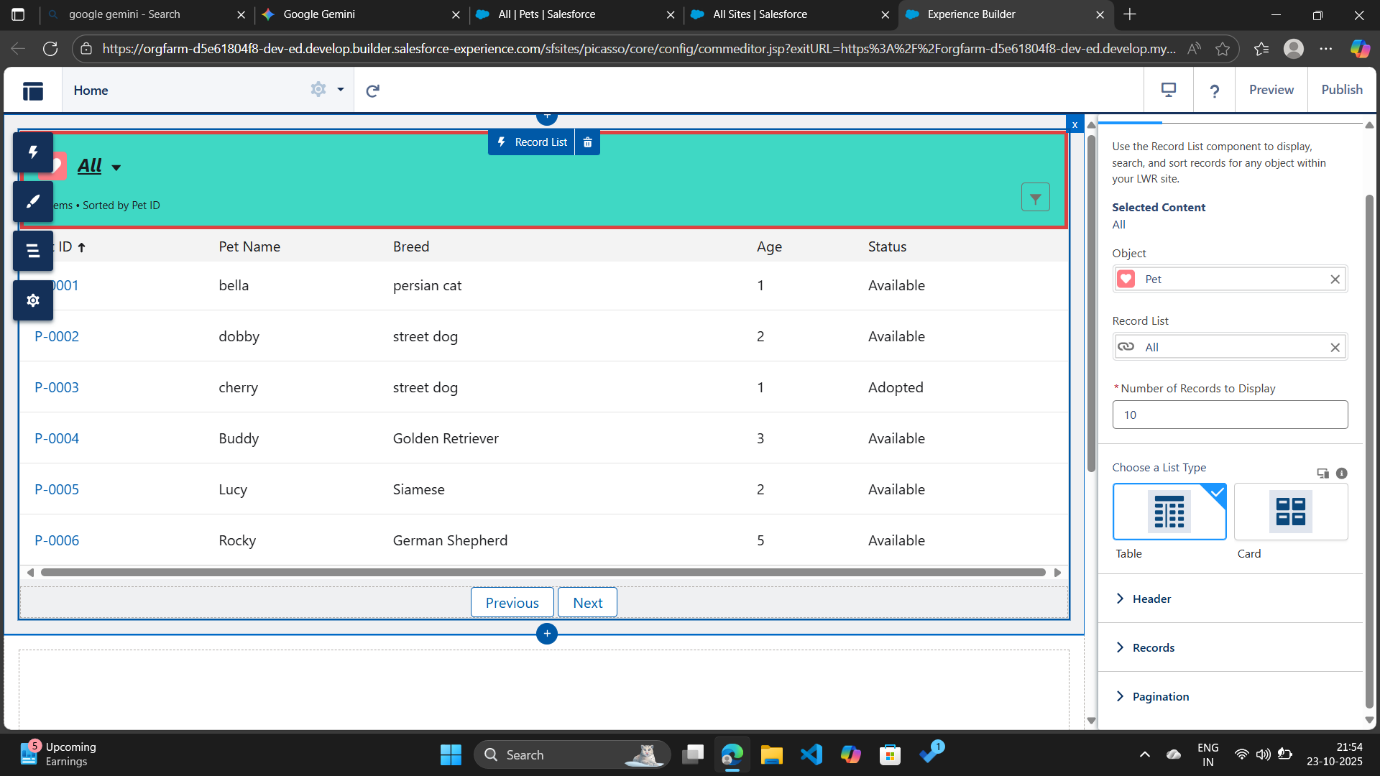 google gemini - Search
Google Gemini
All | Pets | Salesforce
All Sites | Salesforce
Experience Builder
https://orgfarm-d5e61804f8-dev-ed.develop.builder.salesforce-experience.com/sfsites/picasso/core/config/commeditor.jsp?exitURL=https%3A%2F%2Forgfarm-d5e61804f8-dev-ed.develop.my...
Home
?
Preview
Publish
Record List
x
All
ems • Sorted by Pet ID
ID
Pet Name
Breed
Age
Status
0001
bella
persian cat
1
Available
P-0002
dobby
street dog
2
Available
P-0003
cherry
street dog
1
Adopted
P-0004
Buddy
Golden Retriever
3
Available
P-0005
Lucy
Siamese
2
Available
P-0006
Rocky
German Shepherd
5
Available
Previous
Next
Use the Record List component to display,
search, and sort records for any object within
your LWR site.
Selected Content
All
Object
Pet
Record List
All
*Number of Records to Display
10
Choose a List Type
Table
Card
Header
Records
Pagination
5
Upcoming
Earnings
Search
1
ENG
IN
21:54
23-10-2025